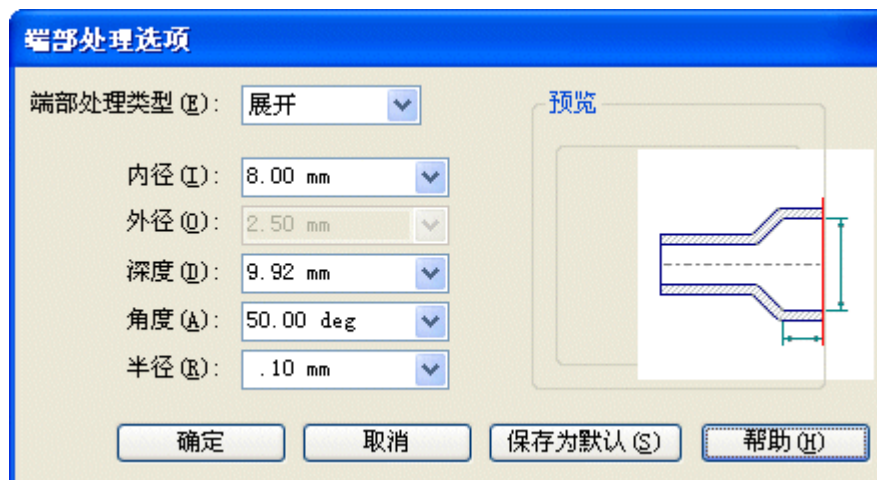 端部处理选项
端部处理类型(E): 展开
预览
内径(I): 8.00 mm
外径(O): 2.50 mm
深度(D): 9.92 mm
角度(A): 50.00 deg
半径(R): .10 mm
确定 取消 保存为默认(S) 帮助(H)